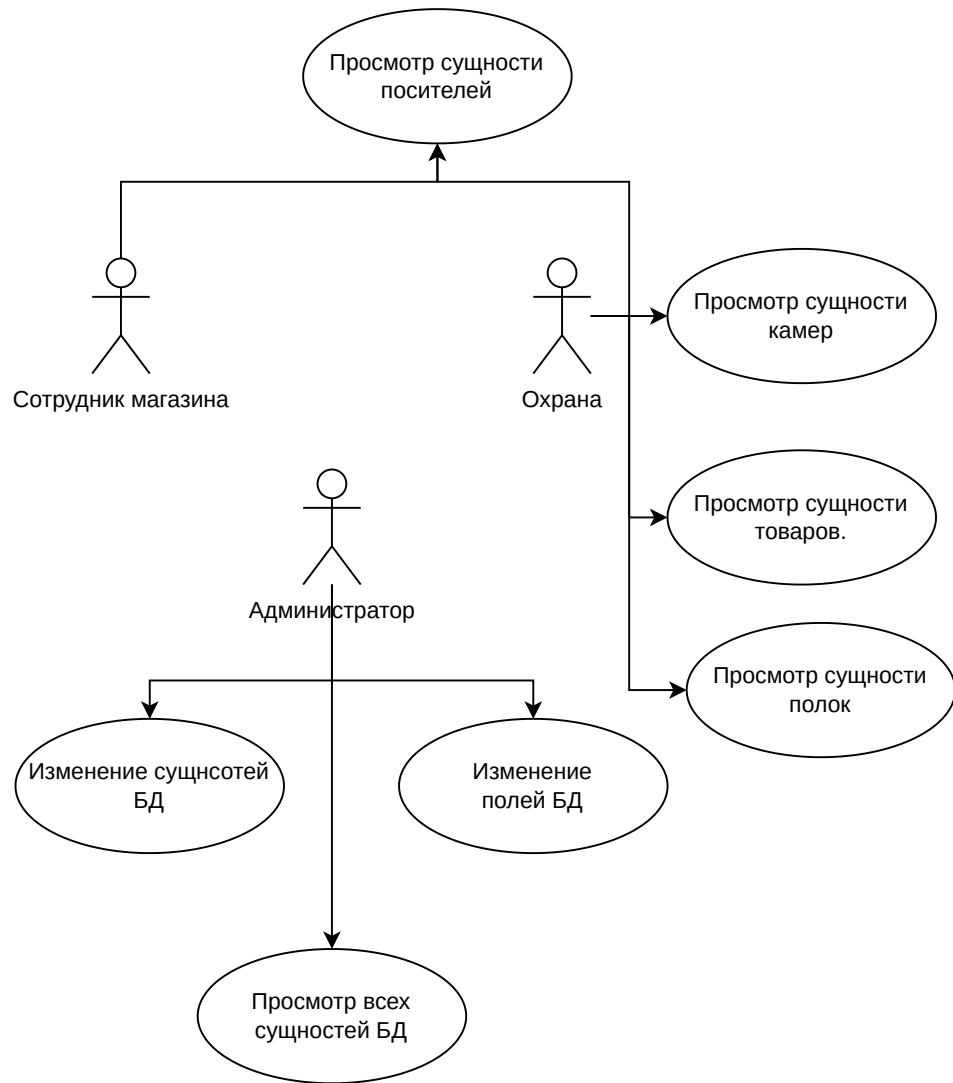 Просмотр сущности
посителей
Просмотр сущности
камер
Сотрудник магазина
Охрана
Просмотр сущности
товаров.
Администратор
Просмотр сущности
полок
Изменение сущнсотей
БД
Изменение
полей БД
Просмотр всех
сущностей БД